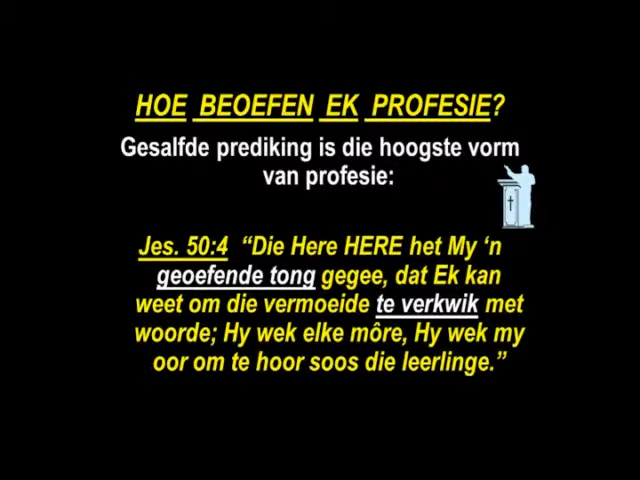 HOE BEOEFEN EK PROFESIE?
Gesalfde prediking is die hoogste vorm
van profesie:
Jes. 50:4 “Die Here HERE het My ‘n
geoefende tong gegee, dat Ek kan
weet om die vermoeide te verkwik met
woorde; Hy wek elke môre, Hy wek my
oor om te hoor soos die leerlinge.”